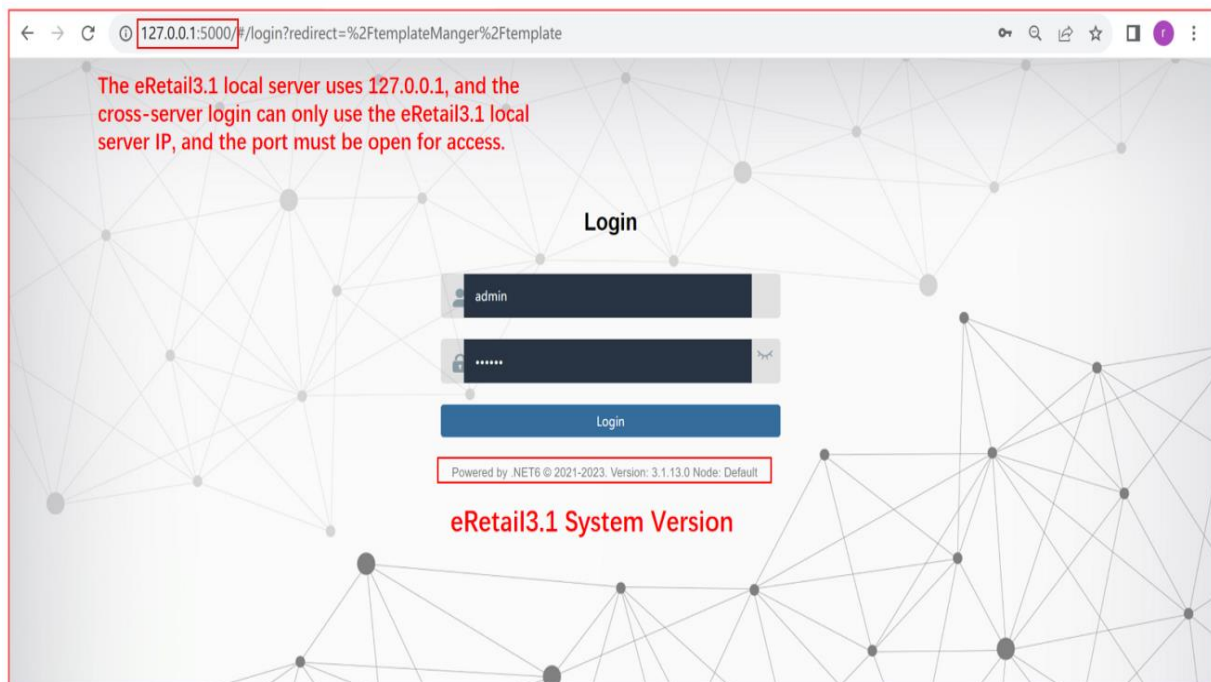 127.0.0.1:5000/#/login?redirect=%2FtemplateManger%2Ftemplate
r
The eRetail3.1 local server uses 127.0.0.1, and the
cross-server login can only use the eRetail3.1 local
server IP, and the port must be open for access.
Login
admin
••••••
Login
Powered by .NET6 © 2021-2023. Version: 3.1.13.0 Node: Default
eRetail3.1 System Version